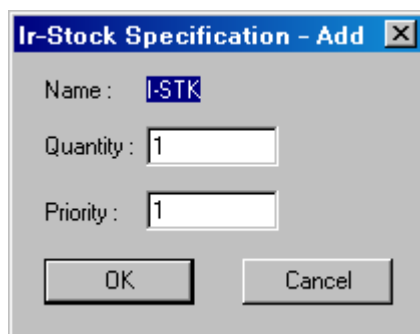 Ir-Stock Specification - Add
Name : I-STK
Quantity : 1
Priority : 1
OK Cancel